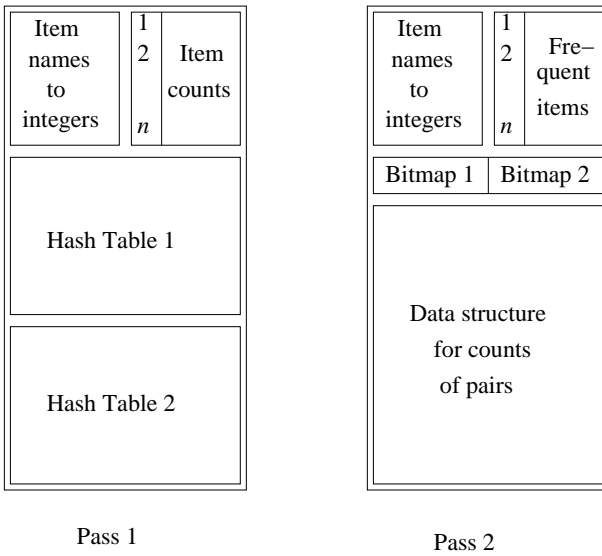 Item
names
to
integers
1
2
n
Item
counts
Hash Table 1
Hash Table 2
Pass 1
Item
names
to
integers
1
2
n
Fre–
quent
items
Bitmap 1
Bitmap 2
Data structure
for counts
of pairs
Pass 2